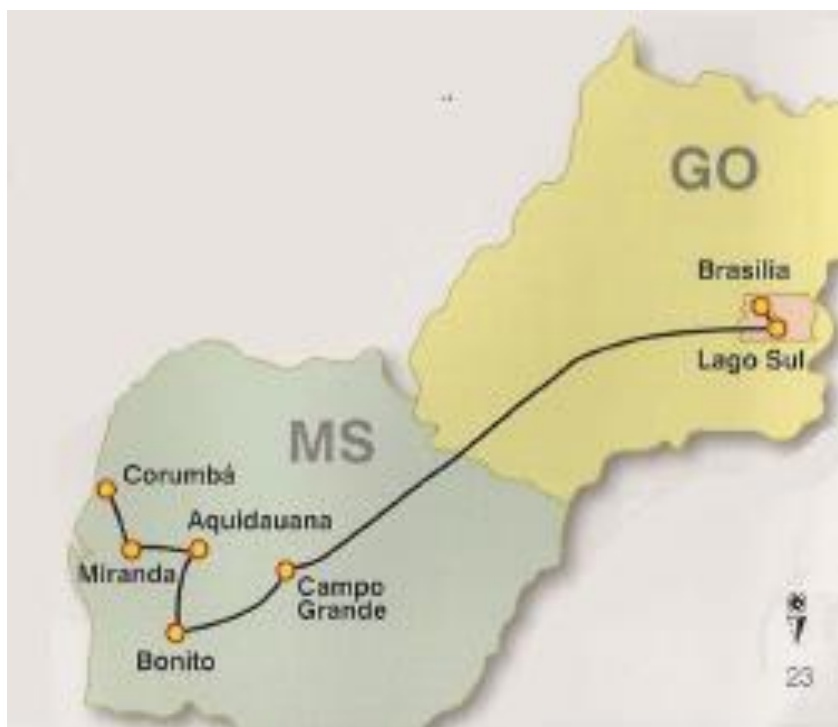 GO
Brasilia
Lago Sul
MS
Corumbá
Aquidauana
Miranda
Campo
Grande
Bonito
23